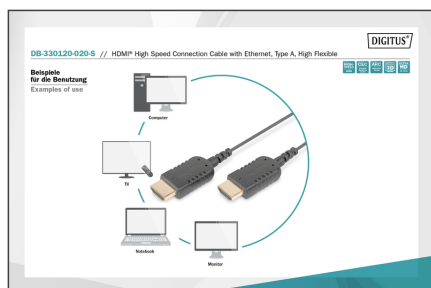 DIGITUS®
DB-330120-020-S // HDMI® High Speed Connection Cable with Ethernet, Type A, High Flexible
Beispiele
für die Benutzung
Examples of use
Computer
TV
Notebook
Monitor